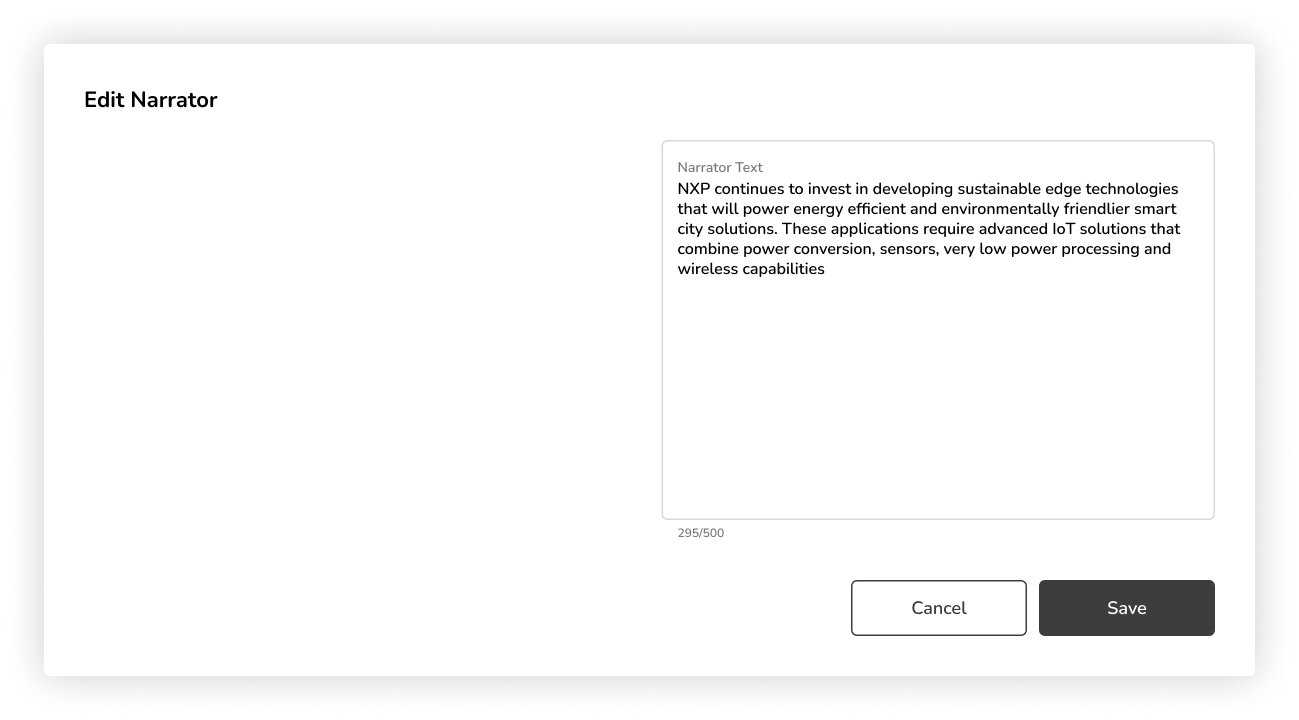 Edit Narrator
Narrator Text
NXP continues to invest in developing sustainable edge technologies
that will power energy efficient and environmentally friendlier smart
city solutions. These applications require advanced IoT solutions that
combine power conversion, sensors, very low power processing and
wireless capabilities
295/500
Cancel
Save